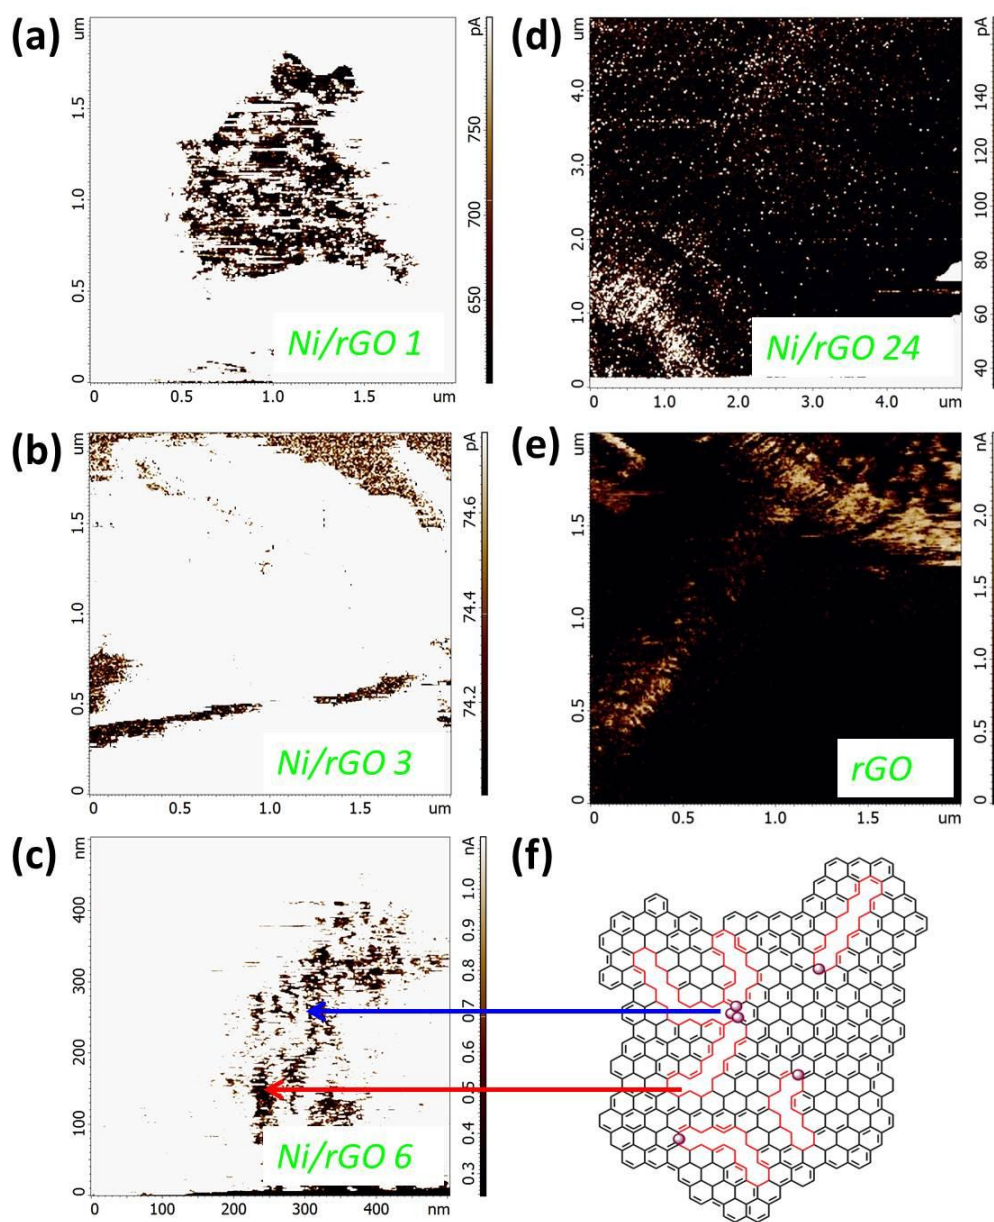 (a)
um
1.5
1.0
0.5
0
0 0.5 1.0 1.5 um
pA
750
700
650
Ni/rGO 1
(b)
um
1.5
1.0
0.5
0
0 0.5 1.0 1.5 um
pA
74.6
74.4
74.2
Ni/rGO 3
(c)
nm
400
300
200
100
0
0 100 200 300 400 nm
nA
1.0
0.9
0.8
0.7
0.6
0.5
0.4
0.3
Ni/rGO 6
(d)
um
4.0
3.0
2.0
1.0
0
0.0 1.0 2.0 3.0 4.0 um
pA
140
120
100
80
60
40
Ni/rGO 24
(e)
um
1.5
1.0
0.5
0
0 0.5 1.0 1.5 um
nA
2.0
1.5
1.0
0.5
0
rGO
(f)